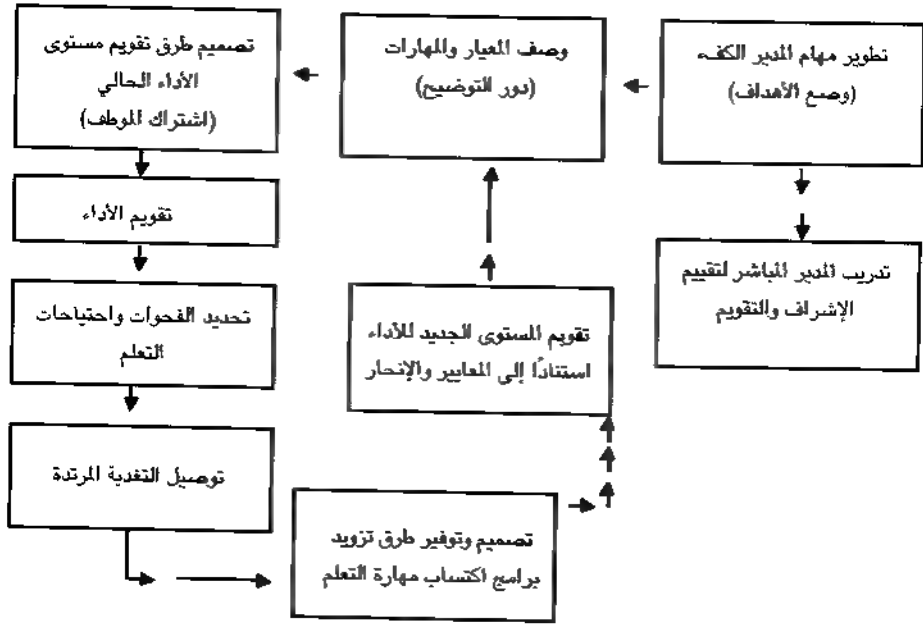 تطوير مهام المدير الكفء
(وضع الأهداف)
وصف المعيار والمهارات
(دور التوضيح)
تصميم طرق تقويم مستوى
الأداء الحالي
(اشتراك الموظف)
تقويم الأداء
تحديد الفجوات واحتياجات
التعلم
توصيل التغذية المرتدة
تصميم وتوفير طرق تزويد
برامج اكتساب مهارة التعلم
تقويم المستوى الجديد للأداء
استنادًا إلى المعايير والإنجاز
تدريب المدير المباشر لتقييم
الإشراف والتقويم